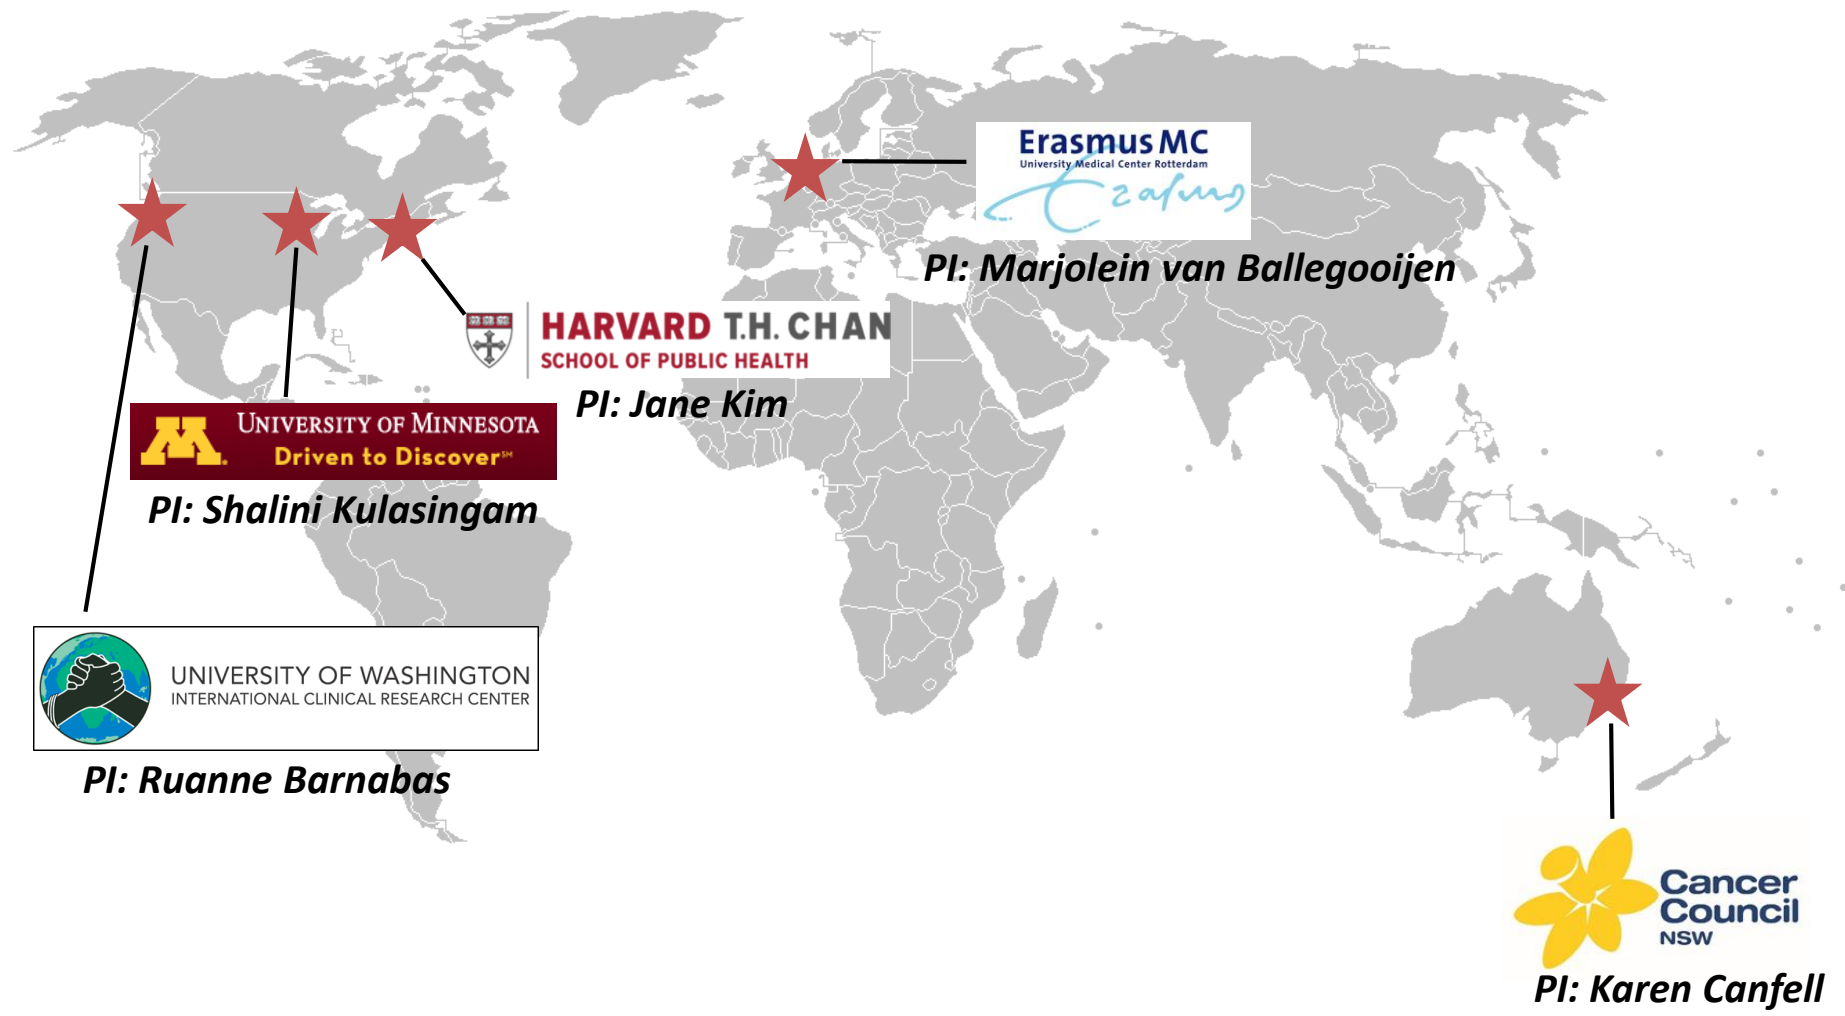 Erasmus MC
University Medical Center Rotterdam
Erasmus
PI: Marjolein van Ballegooijen
HARVARD T.H. CHAN
SCHOOL OF PUBLIC HEALTH
PI: Jane Kim
UNIVERSITY OF MINNESOTA
Driven to Discover℠
PI: Shalini Kulasingam
UNIVERSITY OF WASHINGTON
INTERNATIONAL CLINICAL RESEARCH CENTER
PI: Ruanne Barnabas
Cancer
Council
NSW
PI: Karen Canfell